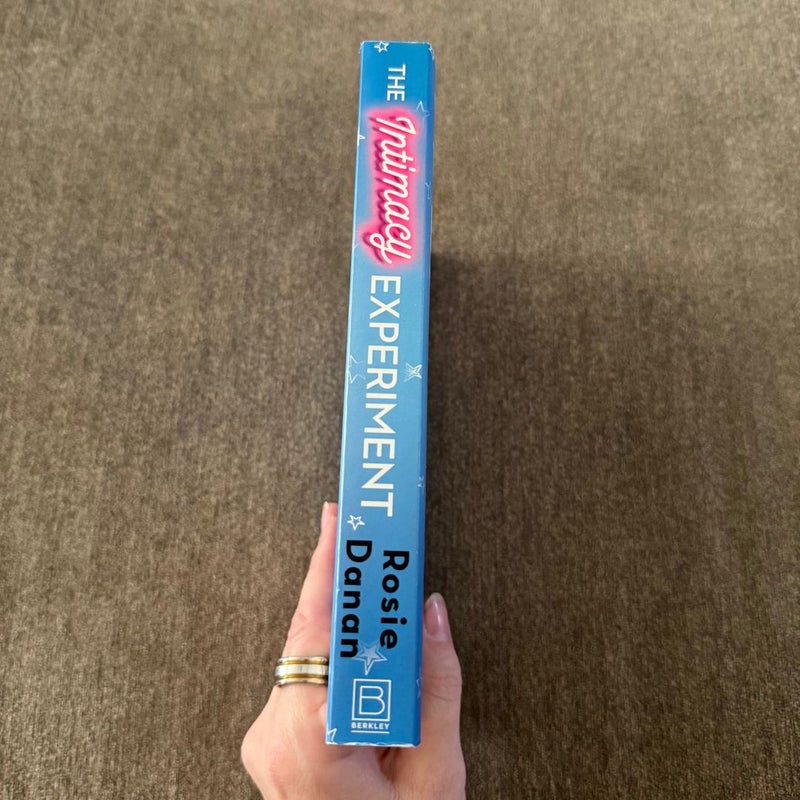 THE Intimacy EXPERIMENT
Rosie
Danan
B
BERKLEY